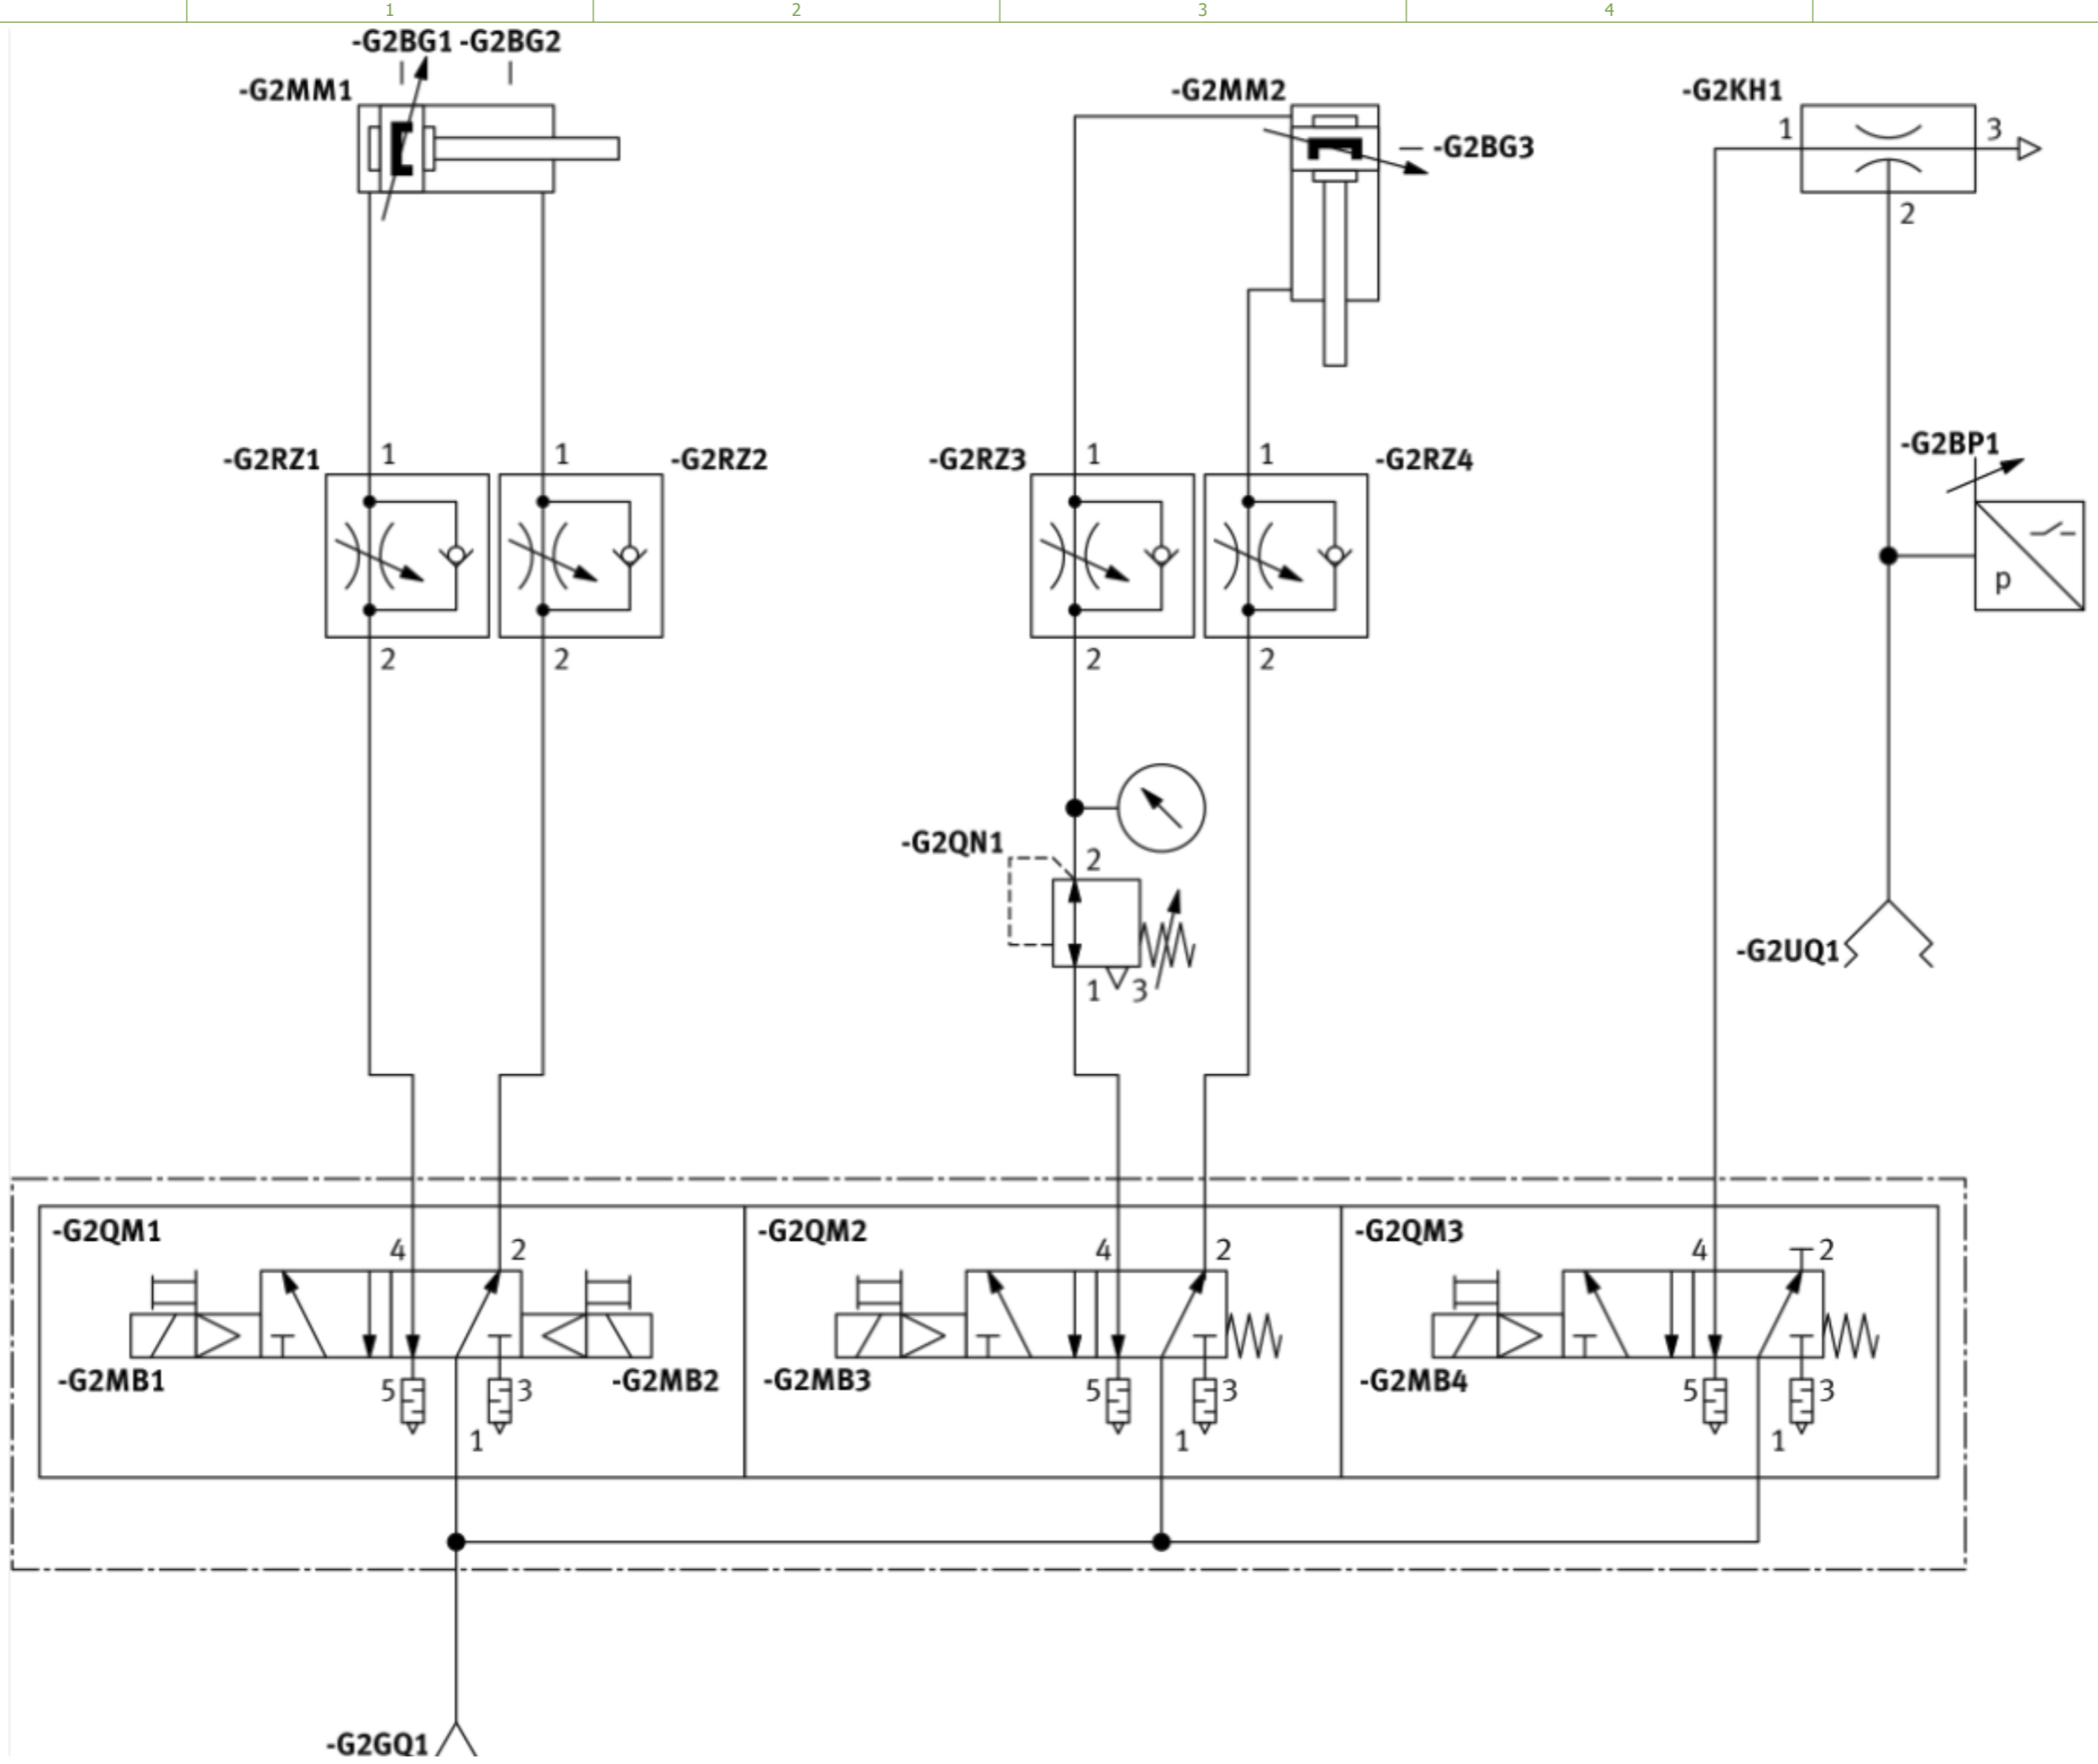 1 2 3 4
-G2BG1 -G2BG2
-G2MM1 -G2MM2 -G2KH1
1 3
-G2BG3
2
-G2BP1
-G2RZ1 1 1 -G2RZ2 -G2RZ3 1 1 -G2RZ4
p
2 2 2 2
-G2QN1
2
-G2UQ1
1 3
-G2QM1 -G2QM2 -G2QM3
4 2 4 2 4 2
-G2MB1 5 3 -G2MB2 -G2MB3 5 3 -G2MB4 5 3
1 1 1
-G2GQ1